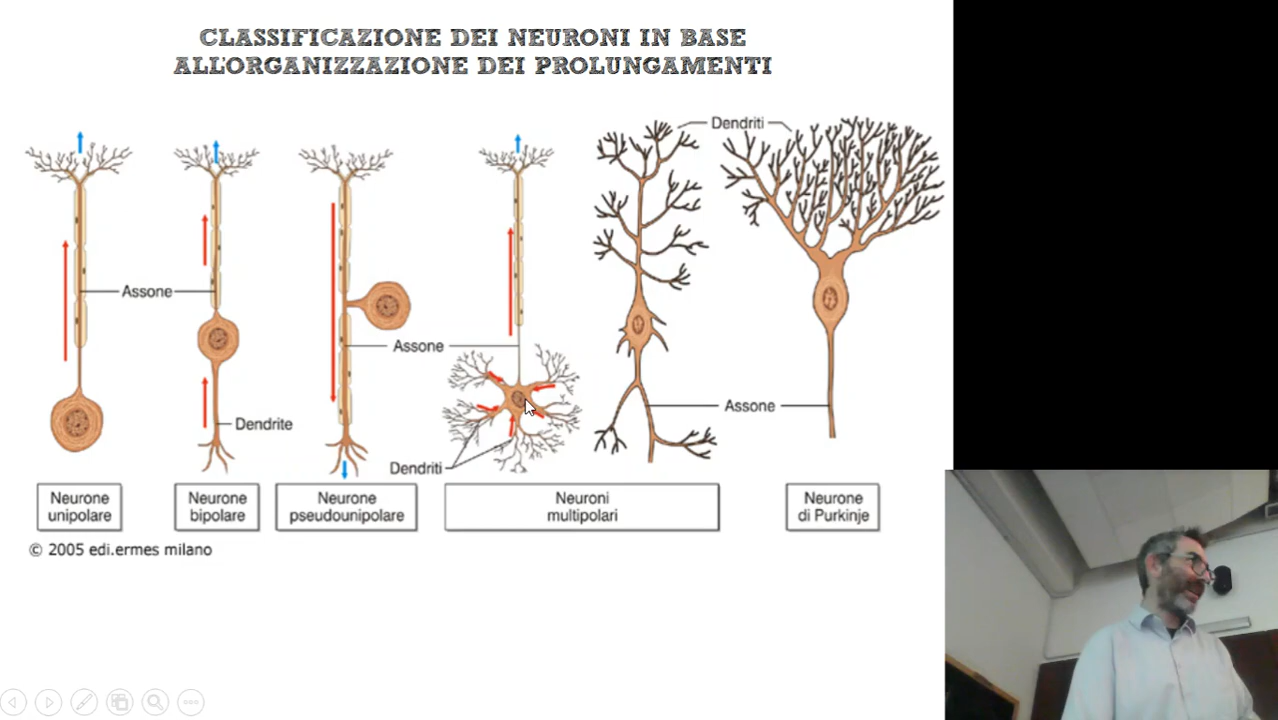 CLASSIFICAZIONE DEI NEURONI IN BASE
ALL'ORGANIZZAZIONE DEI PROLUNGAMENTI
Dendriti
Assone
Assone
Dendrite
Assone
Dendriti
Neurone
unipolare
Neurone
bipolare
Neurone
pseudounipolare
Neuroni
multipolari
Neurone
di Purkinje
© 2005 edi.ermes milano